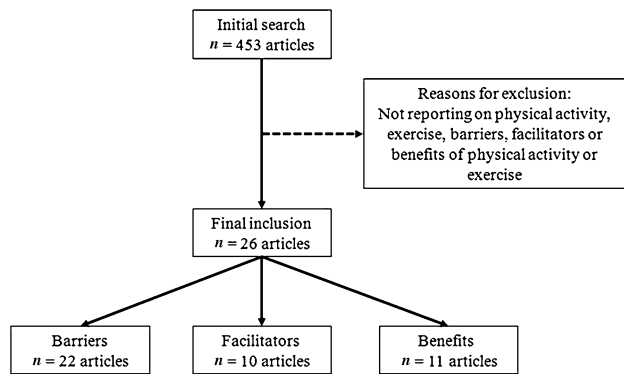 Initial search
n = 453 articles
Reasons for exclusion:
Not reporting on physical activity,
exercise, barriers, facilitators or
benefits of physical activity or
exercise
Final inclusion
n = 26 articles
Barriers
n = 22 articles
Facilitators
n = 10 articles
Benefits
n = 11 articles